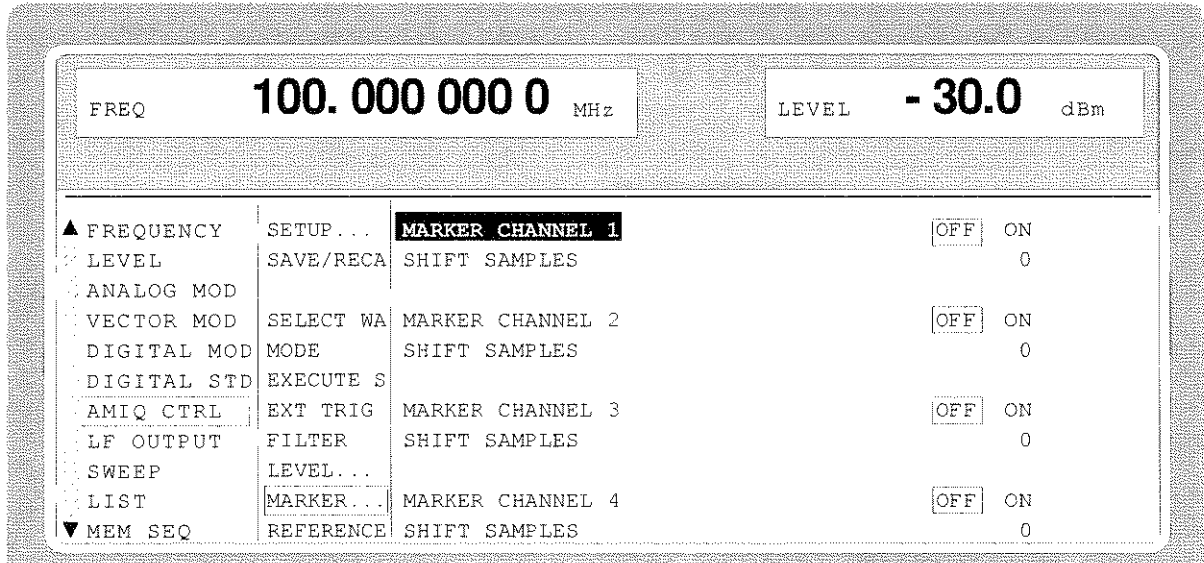 FREQ 100. 000 000 0 MHz LEVEL - 30.0 dBm
▲ FREQUENCY SETUP... MARKER CHANNEL 1 OFF ON
LEVEL SAVE/RECA SHIFT SAMPLES 0
ANALOG MOD
VECTOR MOD SELECT WA MARKER CHANNEL 2 OFF ON
DIGITAL MOD MODE SHIFT SAMPLES 0
DIGITAL STD EXECUTE S
AMIQ CTRL EXT TRIG MARKER CHANNEL 3 OFF ON
LF OUTPUT FILTER SHIFT SAMPLES 0
SWEEP LEVEL...
LIST MARKER... MARKER CHANNEL 4 OFF ON
▼ MEM SEQ REFERENCE SHIFT SAMPLES 0